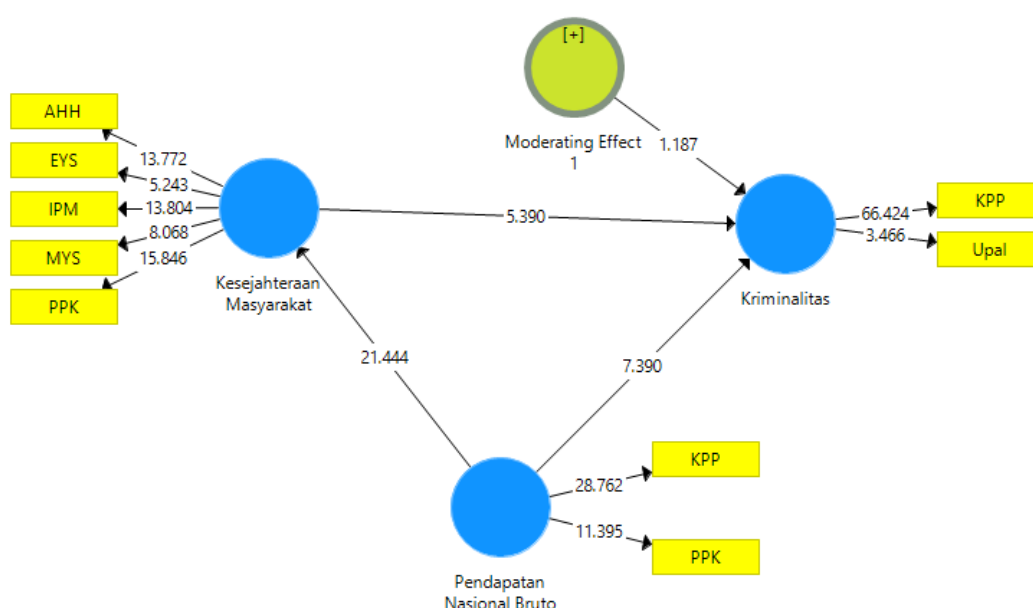 [+]
Moderating Effect
1
1.187
AHH
13.772
EYS
5.243
IPM
13.804
MYS
8.068
PPK
15.846
Kesejahteraan
Masyarakat
5.390
KPP
66.424
3.466
Upal
Kriminalitas
21.444
7.390
KPP
28.762
11.395
PPK
Pendapatan
Nasional Bruto